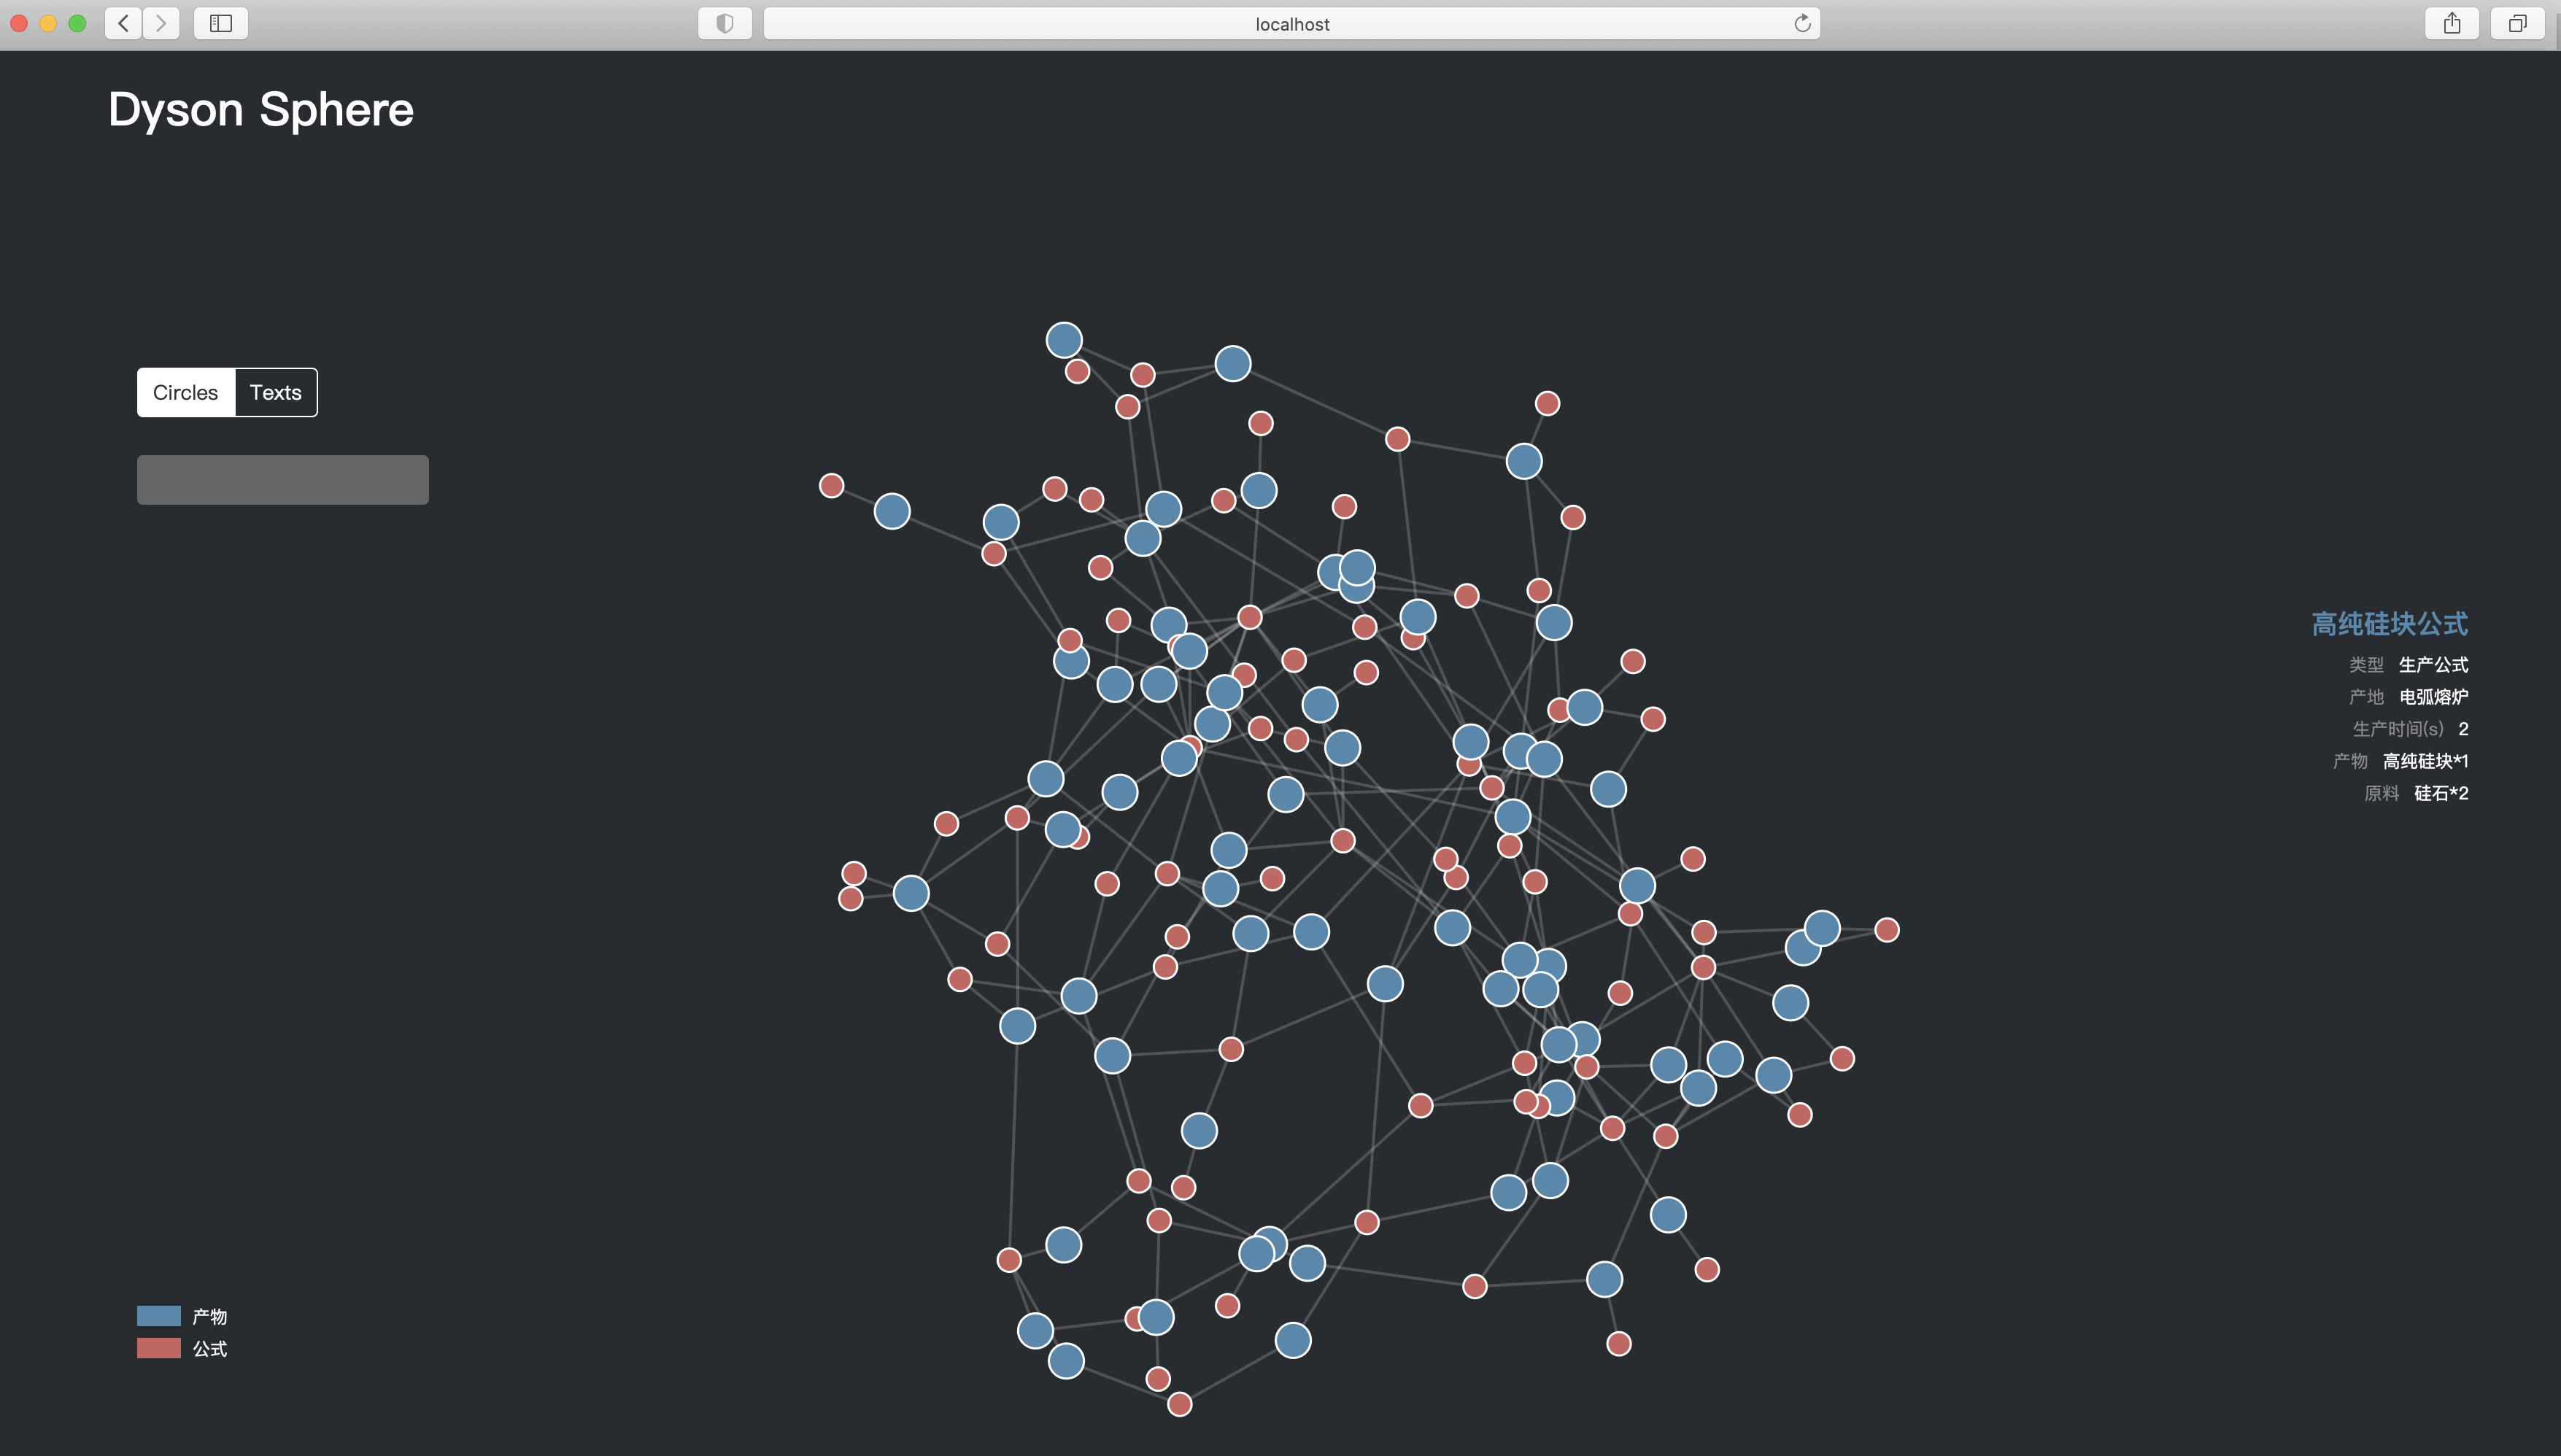 localhost
Dyson Sphere
Circles Texts
高纯硅块公式
类型 生产公式
产地 电弧熔炉
生产时间(s) 2
产物 高纯硅块*1
原料 硅石*2
产物
公式